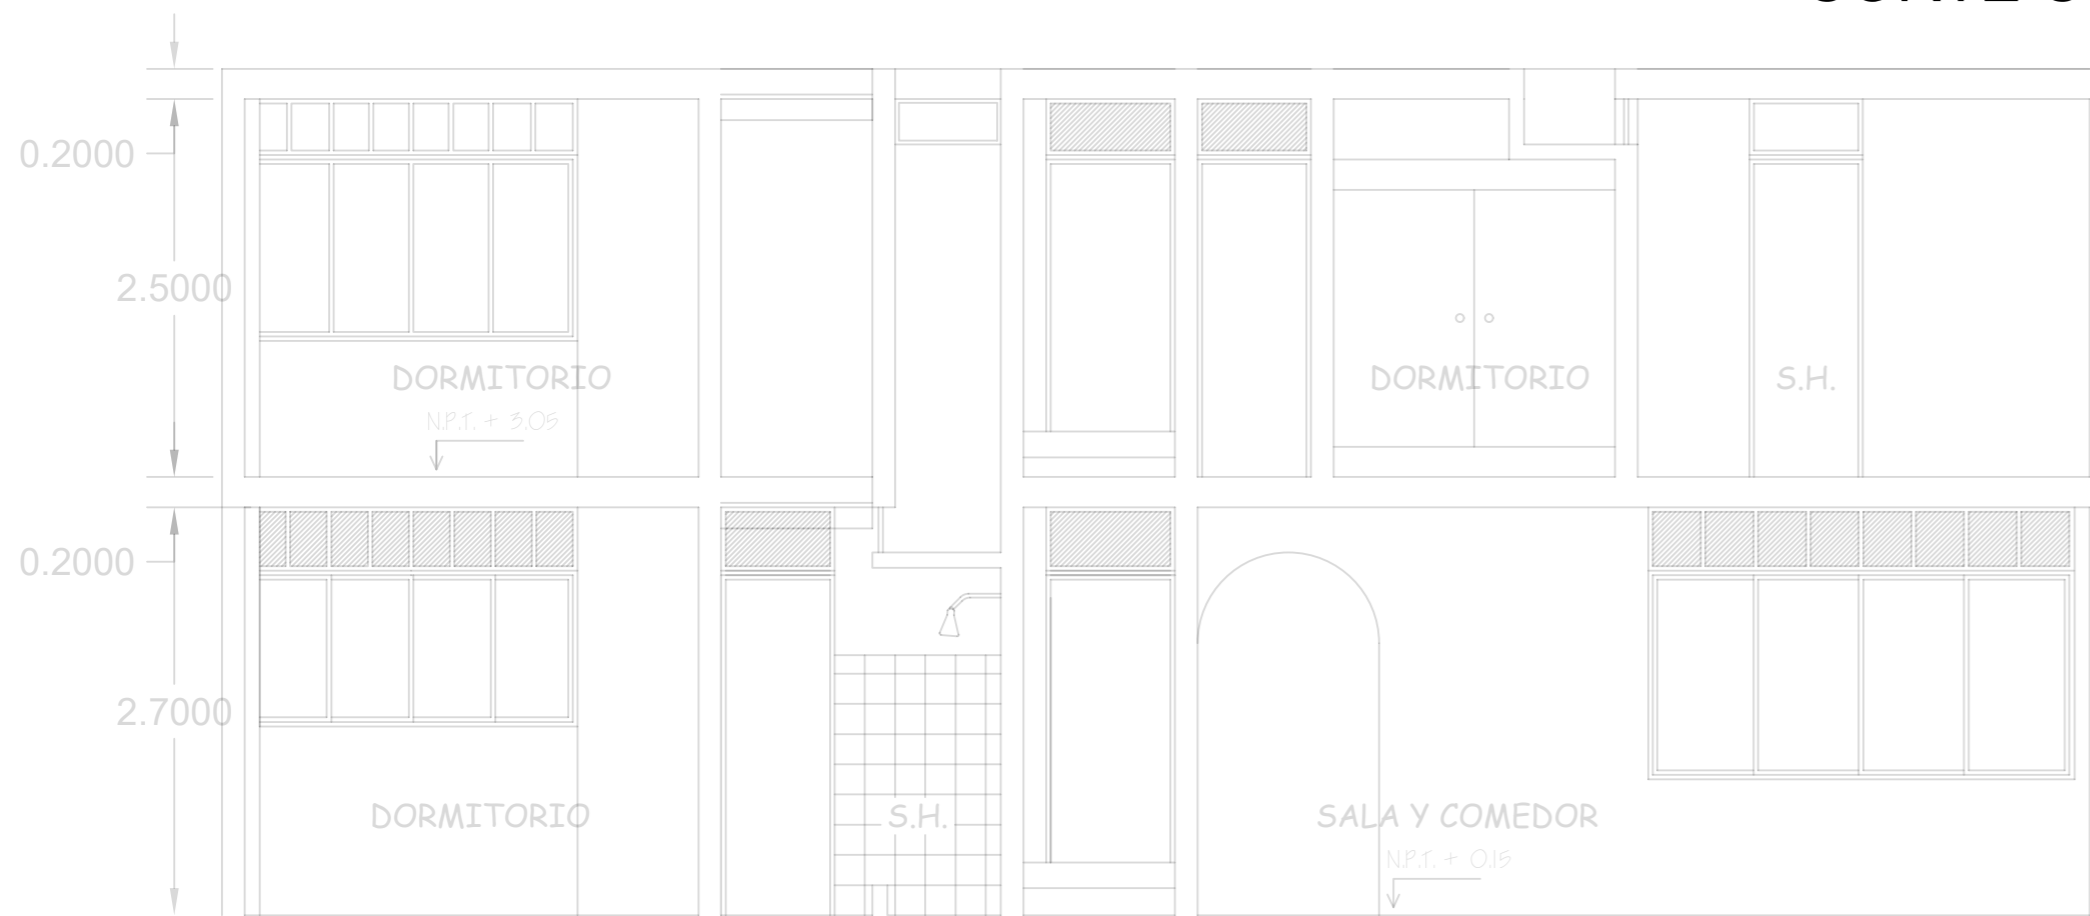 0.2000
2.5000
DORMITORIO
N.P.T. + 3.05
DORMITORIO
S.H.
0.2000
2.7000
DORMITORIO
S.H.
SALA Y COMEDOR
N.P.T. + 0.15